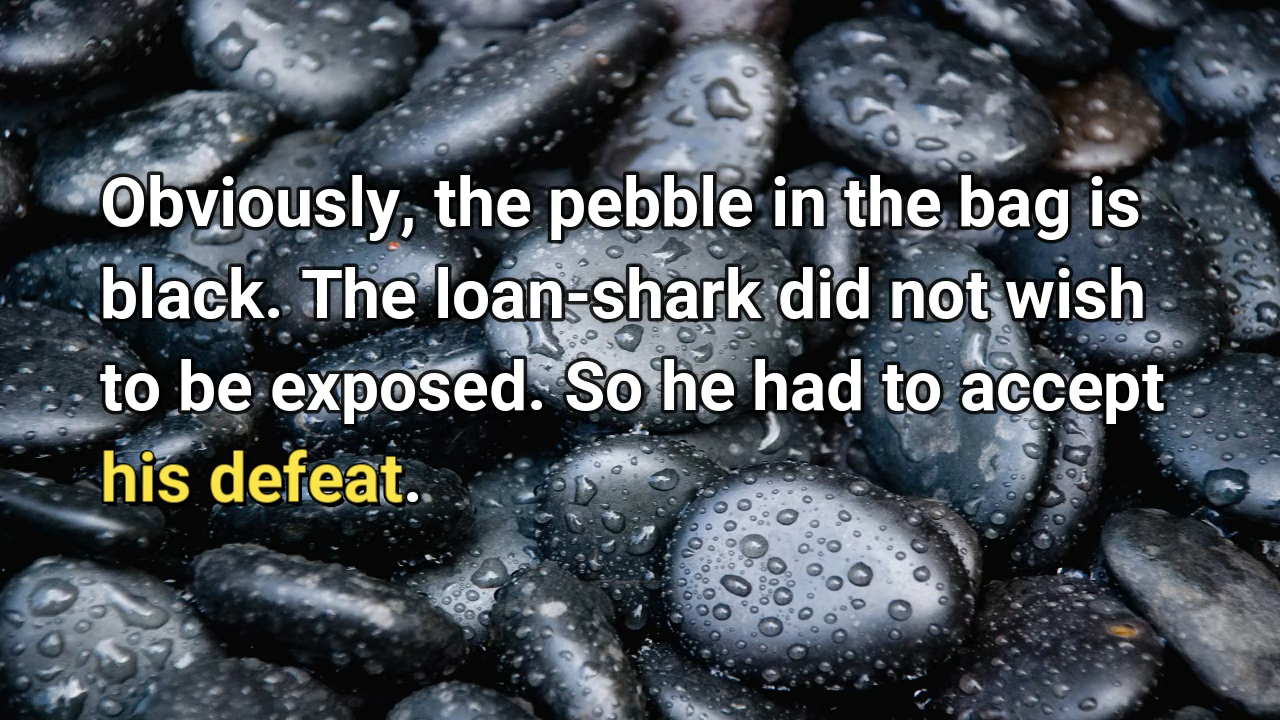 Obviously, the pebble in the bag is
black. The loan-shark did not wish
to be exposed. So he had to accept
his defeat.